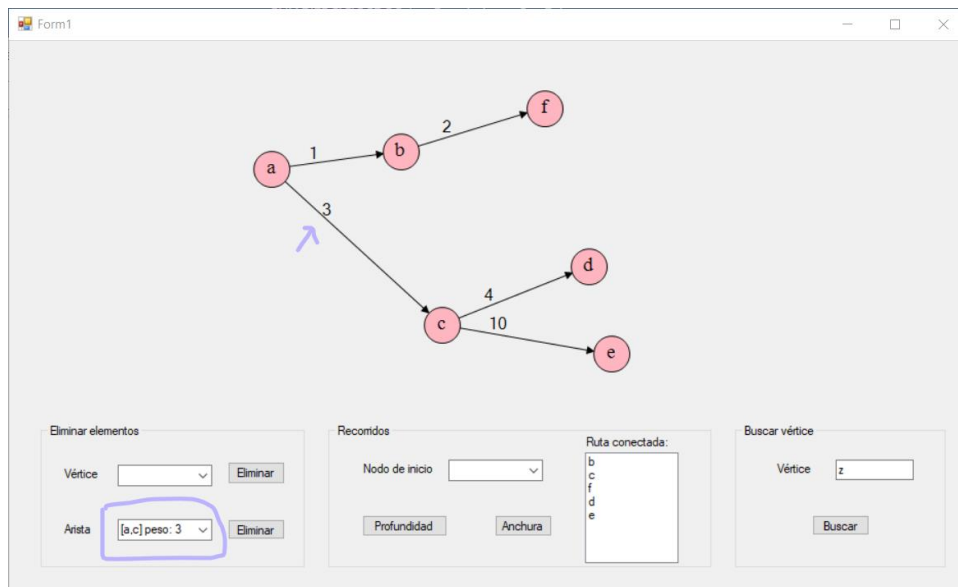 Form1
f
2
1
b
a
3
d
4
c
10
e
Eliminar elementos
Vértice
Eliminar
Arista
[a,c] peso: 3
Eliminar
Recorridos
Ruta conectada:
Nodo de inicio
b
c
f
d
e
Profundidad
Anchura
Buscar vértice
Vértice
z
Buscar